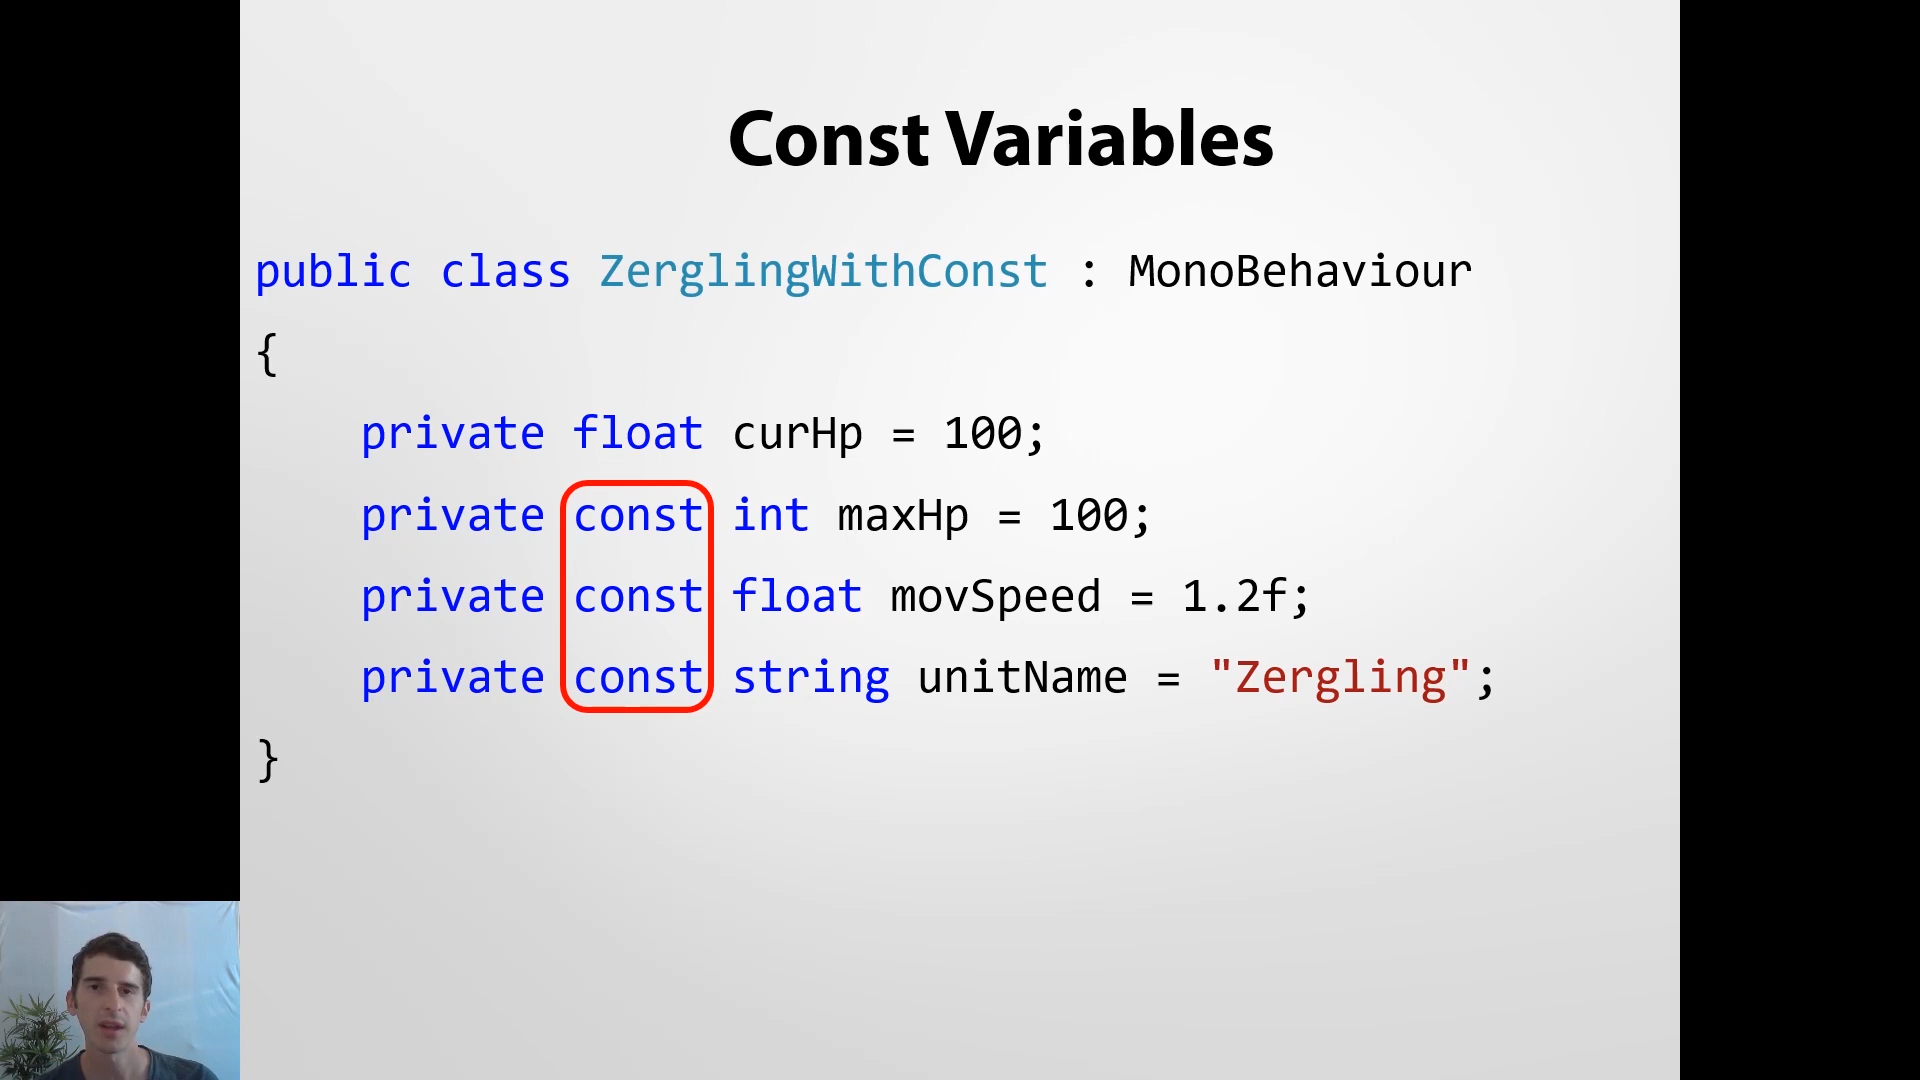 Const Variables
public class ZerglingWithConst : MonoBehaviour
{
private float curHp = 100;
private const int maxHp = 100;
private const float movSpeed = 1.2f;
private const string unitName = "Zergling";
}